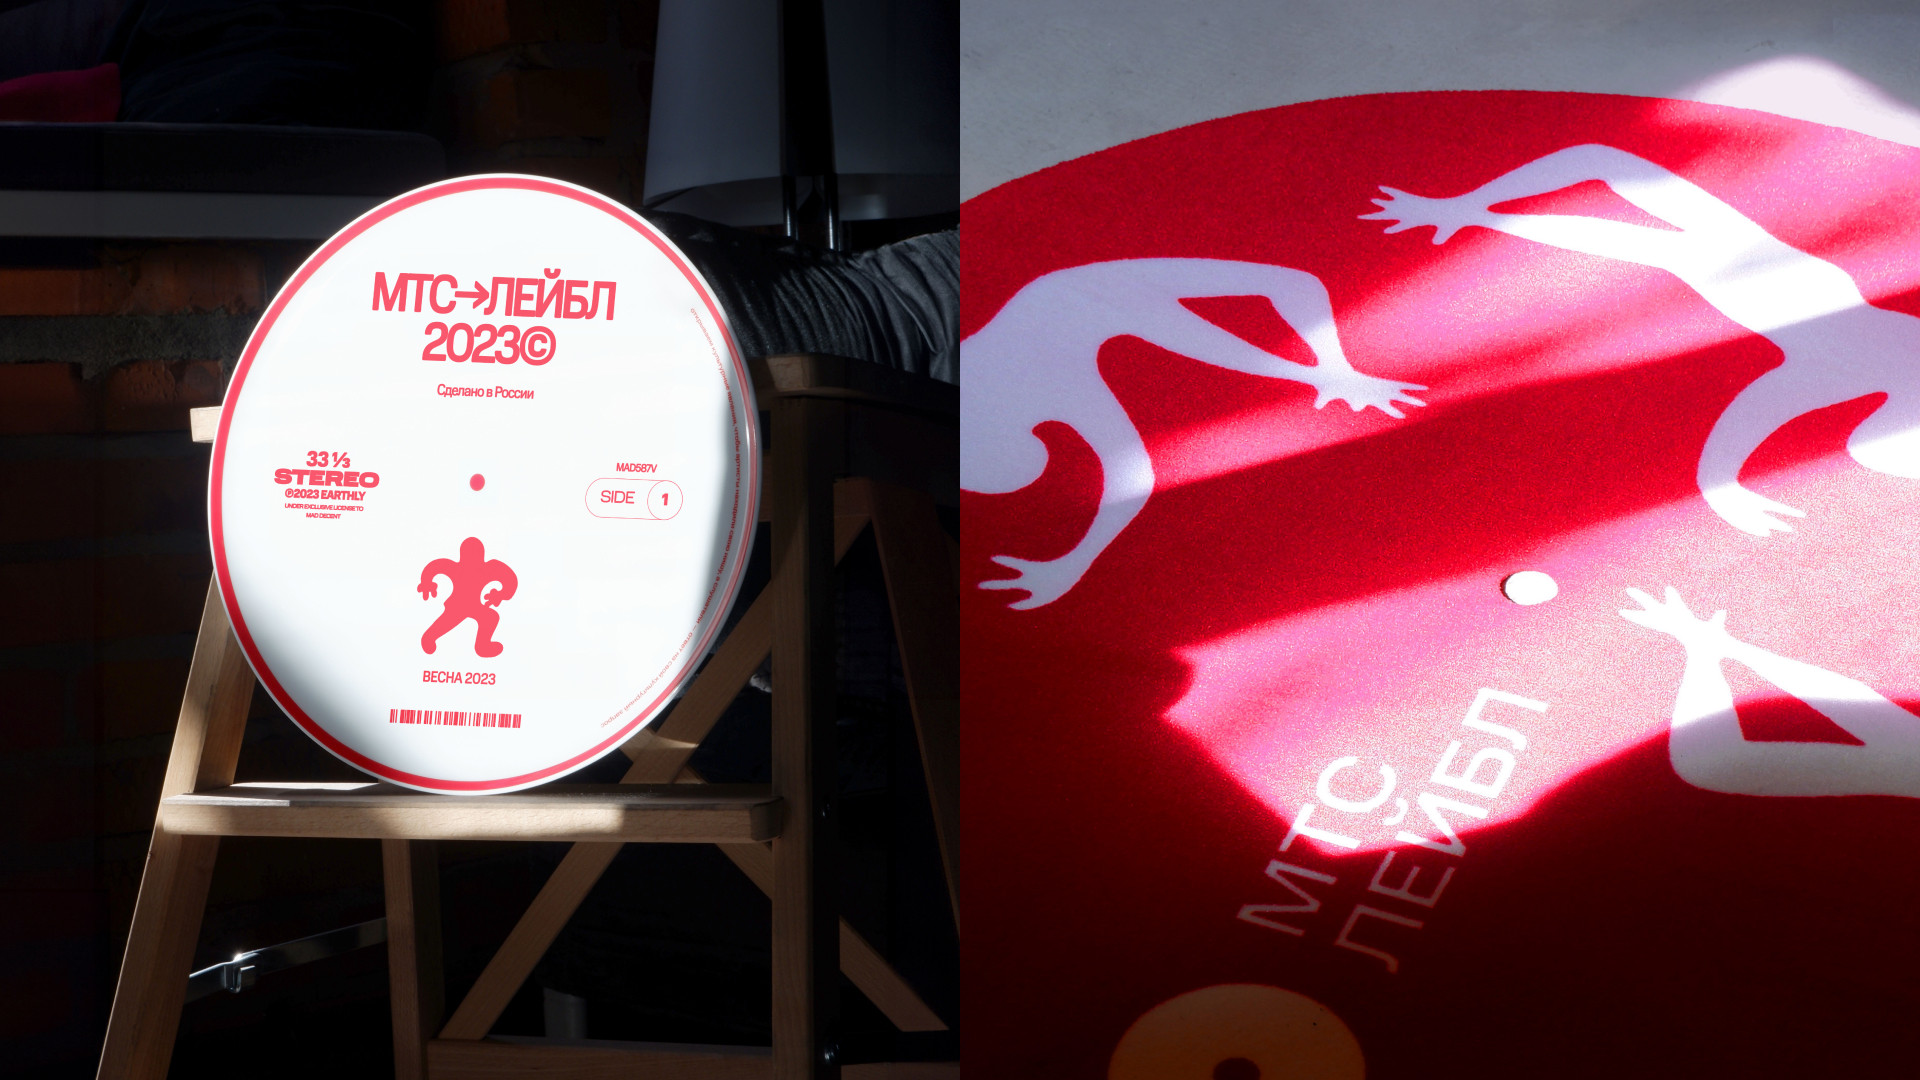 МТС→ЛЕЙБЛ
2023©
Сделано в России
33 ⅓
STEREO
℗2023 EARTHLY
UNDER EXCLUSIVE LICENSE TO
MAD DECENT
MAD587V
SIDE 1
ВЕСНА 2023
МТС
ЛЕЙБЛ